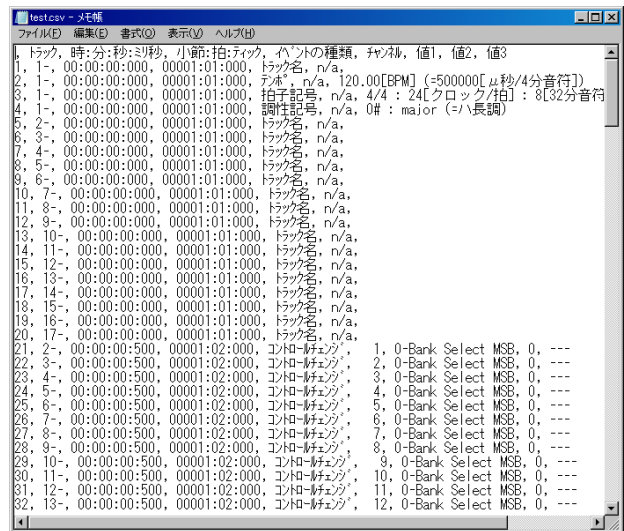 test.csv - メモ帳
ファイル(F) 編集(E) 書式(O) 表示(V) ヘルプ(H)
, ﾄﾗｯｸ, 時:分:秒:ﾐﾘ秒, 小節:拍:ﾃｨｯｸ, ｲﾍﾞﾝﾄの種類, ﾁｬﾝﾈﾙ, 値1, 値2, 値3
1, 1-, 00:00:00:000, 00001:01:000, ﾄﾗｯｸ名, n/a,
2, 1-, 00:00:00:000, 00001:01:000, ﾃﾝﾎﾟ, n/a, 120.00[BPM] (=500000[μ秒/4分音符])
3, 1-, 00:00:00:000, 00001:01:000, 拍子記号, n/a, 4/4 : 24[クロック/拍] : 8[32分音符
4, 1-, 00:00:00:000, 00001:01:000, 調性記号, n/a, 0# : major (=ハ長調)
5, 2-, 00:00:00:000, 00001:01:000, ﾄﾗｯｸ名, n/a,
6, 3-, 00:00:00:000, 00001:01:000, ﾄﾗｯｸ名, n/a,
7, 4-, 00:00:00:000, 00001:01:000, ﾄﾗｯｸ名, n/a,
8, 5-, 00:00:00:000, 00001:01:000, ﾄﾗｯｸ名, n/a,
9, 6-, 00:00:00:000, 00001:01:000, ﾄﾗｯｸ名, n/a,
10, 7-, 00:00:00:000, 00001:01:000, ﾄﾗｯｸ名, n/a,
11, 8-, 00:00:00:000, 00001:01:000, ﾄﾗｯｸ名, n/a,
12, 9-, 00:00:00:000, 00001:01:000, ﾄﾗｯｸ名, n/a,
13, 10-, 00:00:00:000, 00001:01:000, ﾄﾗｯｸ名, n/a,
14, 11-, 00:00:00:000, 00001:01:000, ﾄﾗｯｸ名, n/a,
15, 12-, 00:00:00:000, 00001:01:000, ﾄﾗｯｸ名, n/a,
16, 13-, 00:00:00:000, 00001:01:000, ﾄﾗｯｸ名, n/a,
17, 14-, 00:00:00:000, 00001:01:000, ﾄﾗｯｸ名, n/a,
18, 15-, 00:00:00:000, 00001:01:000, ﾄﾗｯｸ名, n/a,
19, 16-, 00:00:00:000, 00001:01:000, ﾄﾗｯｸ名, n/a,
20, 17-, 00:00:00:000, 00001:01:000, ﾄﾗｯｸ名, n/a,
21, 2-, 00:00:00:500, 00001:02:000, ｺﾝﾄﾛｰﾙﾁｪﾝｼﾞ, 1, 0-Bank Select MSB, 0, ---
22, 3-, 00:00:00:500, 00001:02:000, ｺﾝﾄﾛｰﾙﾁｪﾝｼﾞ, 2, 0-Bank Select MSB, 0, ---
23, 4-, 00:00:00:500, 00001:02:000, ｺﾝﾄﾛｰﾙﾁｪﾝｼﾞ, 3, 0-Bank Select MSB, 0, ---
24, 5-, 00:00:00:500, 00001:02:000, ｺﾝﾄﾛｰﾙﾁｪﾝｼﾞ, 4, 0-Bank Select MSB, 0, ---
25, 6-, 00:00:00:500, 00001:02:000, ｺﾝﾄﾛｰﾙﾁｪﾝｼﾞ, 5, 0-Bank Select MSB, 0, ---
26, 7-, 00:00:00:500, 00001:02:000, ｺﾝﾄﾛｰﾙﾁｪﾝｼﾞ, 6, 0-Bank Select MSB, 0, ---
27, 8-, 00:00:00:500, 00001:02:000, ｺﾝﾄﾛｰﾙﾁｪﾝｼﾞ, 7, 0-Bank Select MSB, 0, ---
28, 9-, 00:00:00:500, 00001:02:000, ｺﾝﾄﾛｰﾙﾁｪﾝｼﾞ, 8, 0-Bank Select MSB, 0, ---
29, 10-, 00:00:00:500, 00001:02:000, ｺﾝﾄﾛｰﾙﾁｪﾝｼﾞ, 9, 0-Bank Select MSB, 0, ---
30, 11-, 00:00:00:500, 00001:02:000, ｺﾝﾄﾛｰﾙﾁｪﾝｼﾞ, 10, 0-Bank Select MSB, 0, ---
31, 12-, 00:00:00:500, 00001:02:000, ｺﾝﾄﾛｰﾙﾁｪﾝｼﾞ, 11, 0-Bank Select MSB, 0, ---
32, 13-, 00:00:00:500, 00001:02:000, ｺﾝﾄﾛｰﾙﾁｪﾝｼﾞ, 12, 0-Bank Select MSB, 0, ---